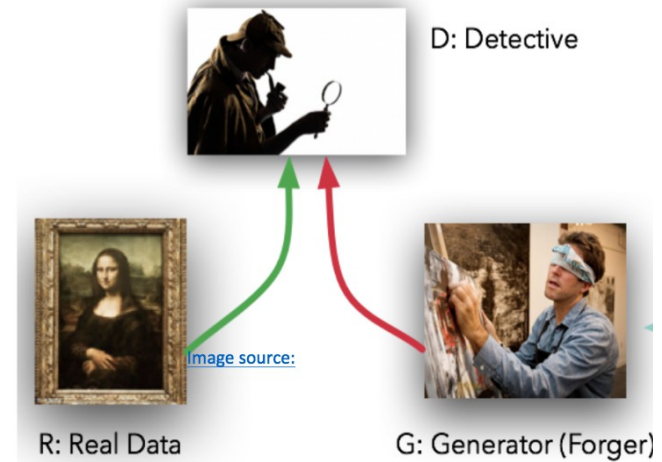 D: Detective
Image source:
R: Real Data
G: Generator (Forger)